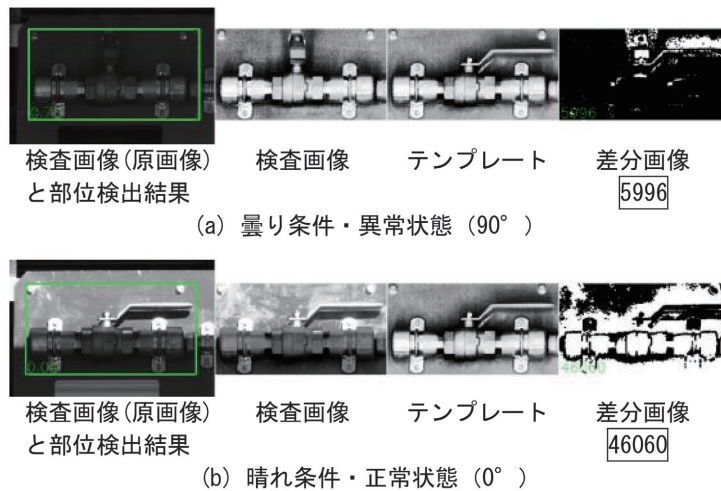 5996
検査画像(原画像)
と部位検出結果
検査画像
テンプレート
差分画像
5996
(a) 曇り条件・異常状態 (90°)
46060
検査画像(原画像)
と部位検出結果
検査画像
テンプレート
差分画像
46060
(b) 晴れ条件・正常状態 (0°)